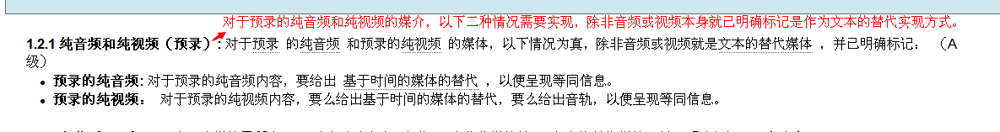 对于预录的纯音频和纯视频的媒介，以下二种情况需要实现，除非音频或视频本身就已明确标记是作为文本的替代实现方式。
1.2.1 纯音频和纯视频（预录）: 对于预录 的纯音频 和预录的纯视频 的媒体，以下情况为真，除非音频或视频就是文本的替代媒体 ，并已明确标记： （A
级）
• 预录的纯音频: 对于预录的纯音频内容，要给出 基于时间的媒体的替代 ，以便呈现等同信息。
• 预录的纯视频： 对于预录的纯视频内容，要么给出基于时间的媒体的替代，要么给出音轨，以便呈现等同信息。